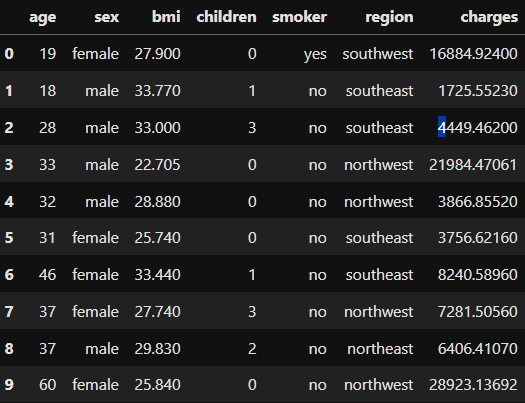 age sex bmi children smoker region charges
0 19 female 27.900 0 yes southwest 16884.92400
1 18 male 33.770 1 no southeast 1725.55230
2 28 male 33.000 3 no southeast 4449.46200
3 33 male 22.705 0 no northwest 21984.47061
4 32 male 28.880 0 no northwest 3866.85520
5 31 female 25.740 0 no southeast 3756.62160
6 46 female 33.440 1 no southeast 8240.58960
7 37 female 27.740 3 no northwest 7281.50560
8 37 male 29.830 2 no northeast 6406.41070
9 60 female 25.840 0 no northwest 28923.13692